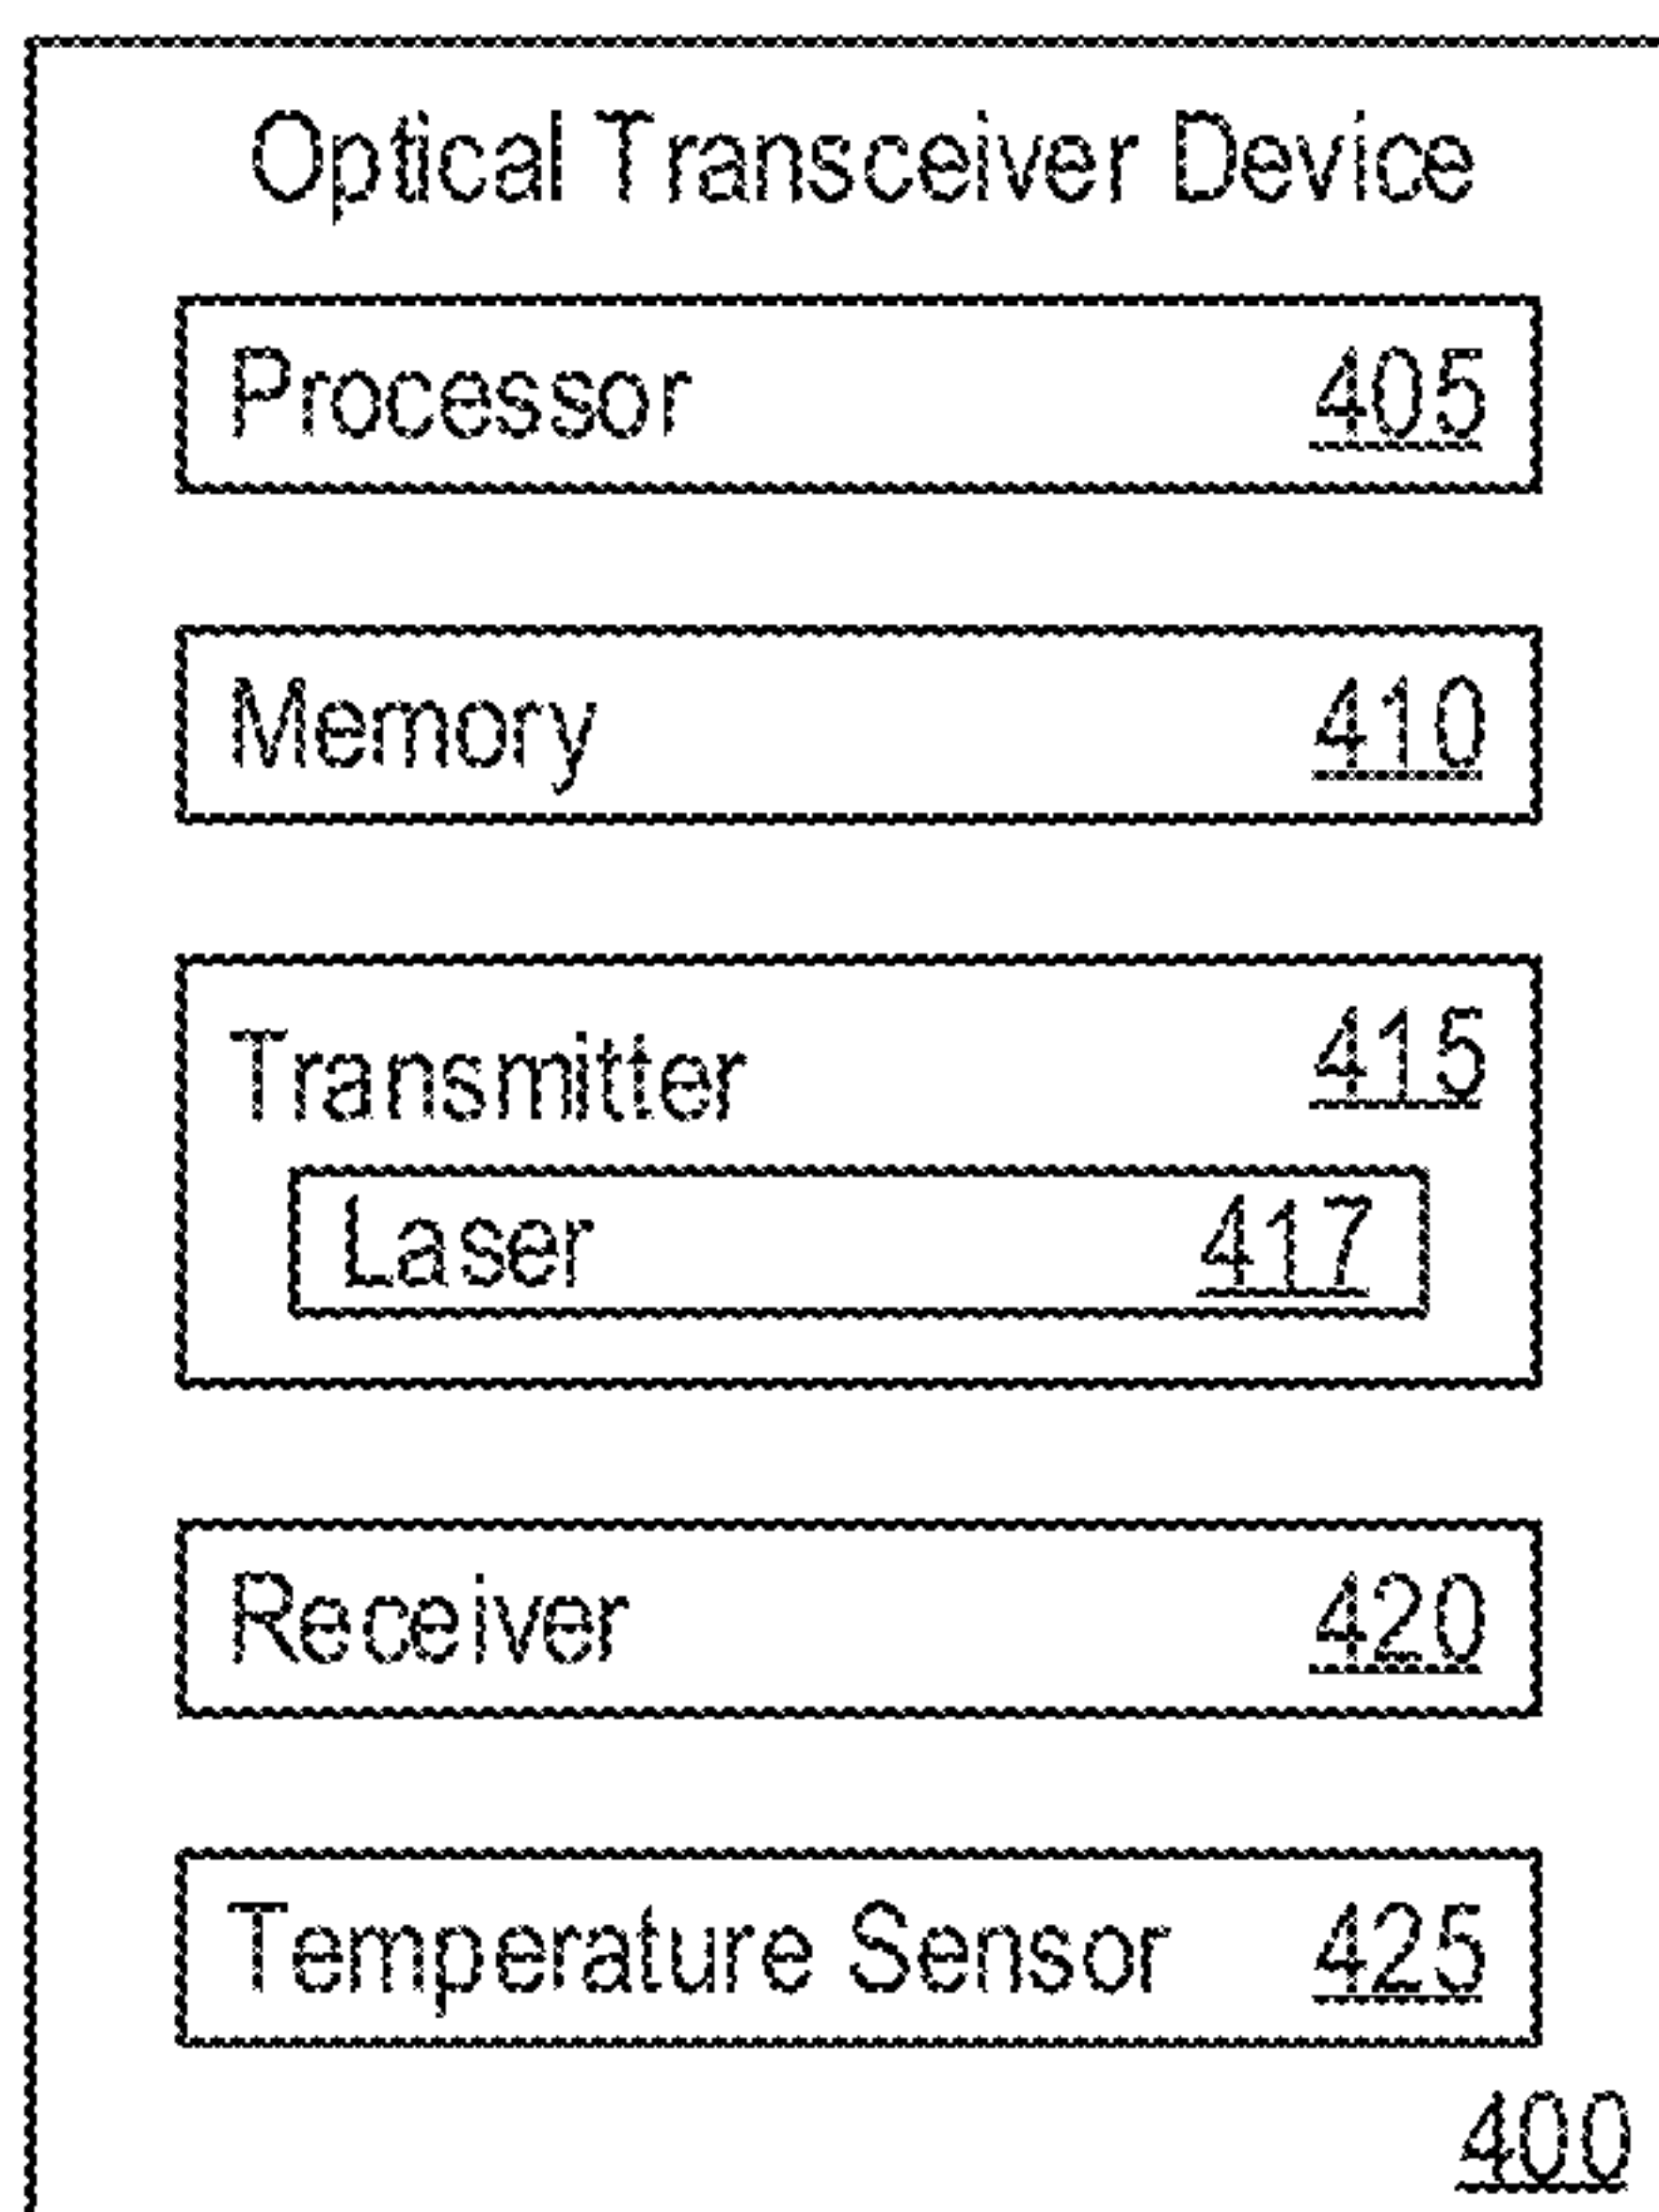 Optical Transceiver Device
Processor 405
Memory 410
Transmitter 415
Laser 417
Receiver 420
Temperature Sensor 425
400